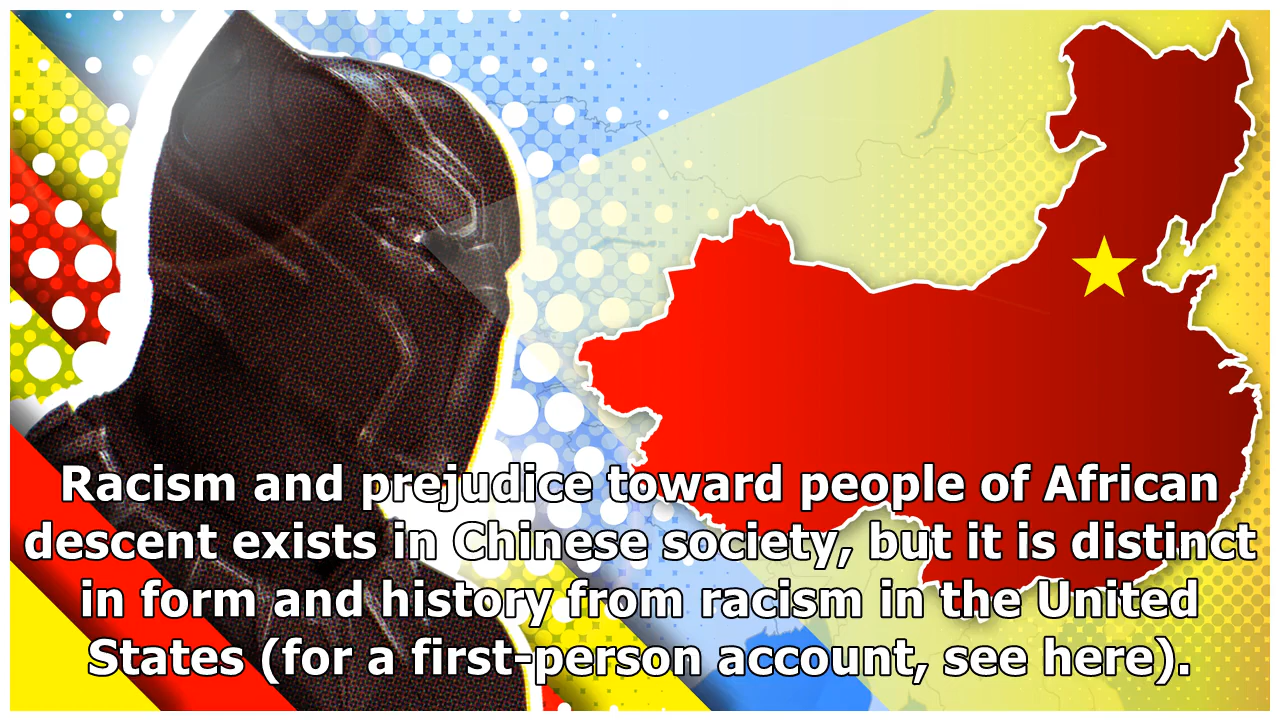 Racism and prejudice toward people of African
descent exists in Chinese society, but it is distinct
in form and history from racism in the United
States (for a first-person account, see here).